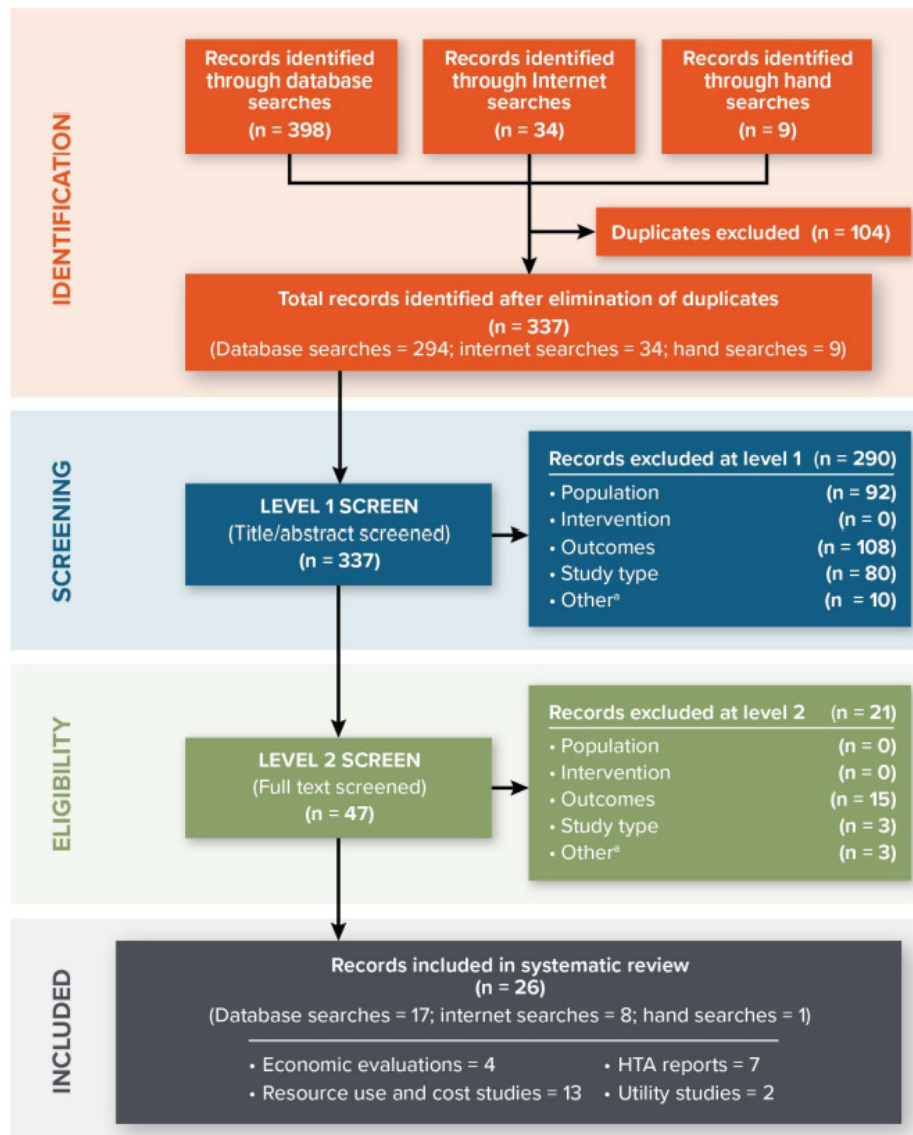 IDENTIFICATION
Records identified
through database
searches
(n = 398)
Records identified
through Internet
searches
(n = 34)
Records identified
through hand
searches
(n = 9)
Duplicates excluded (n = 104)
Total records identified after elimination of duplicates
(n = 337)
(Database searches = 294; internet searches = 34; hand searches = 9)
SCREENING
LEVEL 1 SCREEN
(Title/abstract screened)
(n = 337)
Records excluded at level 1 (n = 290)
• Population (n = 92)
• Intervention (n = 0)
• Outcomes (n = 108)
• Study type (n = 80)
• Otherᵃ (n = 10)
ELIGIBILITY
LEVEL 2 SCREEN
(Full text screened)
(n = 47)
Records excluded at level 2 (n = 21)
• Population (n = 0)
• Intervention (n = 0)
• Outcomes (n = 15)
• Study type (n = 3)
• Otherᵃ (n = 3)
INCLUDED
Records included in systematic review
(n = 26)
(Database searches = 17; internet searches = 8; hand searches = 1)
• Economic evaluations = 4 • HTA reports = 7
• Resource use and cost studies = 13 • Utility studies = 2